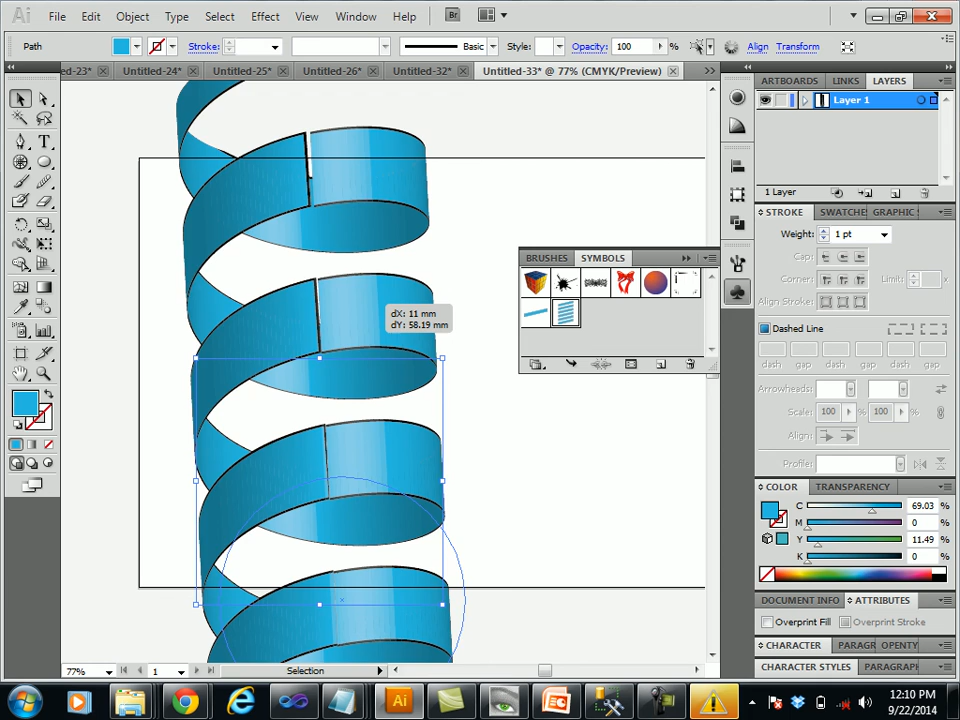 Ai File Edit Object Type Select Effect View Window Help Br
Path Stroke: Basic Style: Opacity: 100 % Align Transform
ed-23* Untitled-24* Untitled-25* Untitled-26* Untitled-32* Untitled-33* @ 77% (CMYK/Preview)
ARTBOARDS LINKS LAYERS
Layer 1
1 Layer
STROKE SWATCHE GRAPHIC
Weight: 1 pt
Cap:
Corner: Limit: x
Align Stroke:
Dashed Line
dash gap dash gap dash gap
Arrowheads:
Scale: 100 % 100 %
Align:
Profile:
BRUSHES SYMBOLS
dX: 11 mm
dY: 58.19 mm
COLOR TRANSPARENCY
C 69.03 %
M 0 %
Y 11.49 %
K 0 %
DOCUMENT INFO ATTRIBUTES
Overprint Fill Overprint Stroke
CHARACTER PARAGR OPENTY
CHARACTER STYLES PARAGRAPH
77% 1 Selection
Ai 12:10 PM
9/22/2014